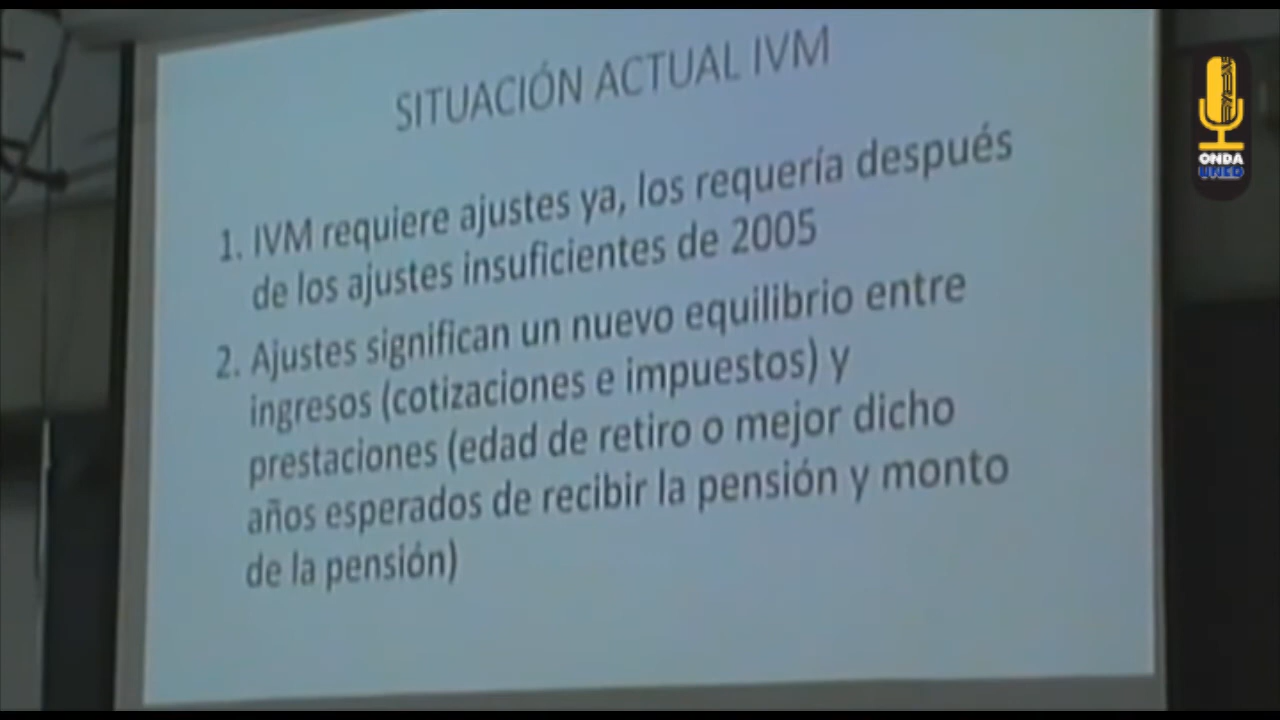 SITUACIÓN ACTUAL IVM
1. IVM requiere ajustes ya, los requería después
de los ajustes insuficientes de 2005
2. Ajustes significan un nuevo equilibrio entre
ingresos (cotizaciones e impuestos) y
prestaciones (edad de retiro o mejor dicho
años esperados de recibir la pensión y monto
de la pensión)
ONDA
UNED